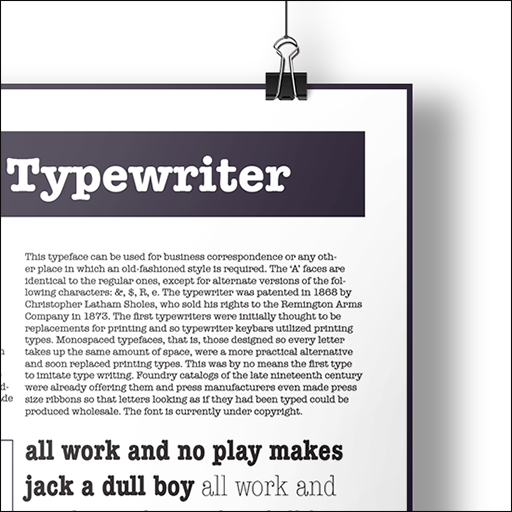 Typewriter
This typeface can be used for business correspondence or any oth-
er place in which an old-fashioned style is required. The 'A' faces are
identical to the regular ones, except for alternate versions of the fol-
lowing characters: &, $, R, e. The typewriter was patented in 1868 by
Christopher Latham Sholes, who sold his rights to the Remington Arms
Company in 1873. The first typewriters were initially thought to be
replacements for printing and so typewriter keybars utilized printing
types. Monospaced typefaces, that is, those designed so every letter
takes up the same amount of space, were a more practical alternative
and soon replaced printing types. This was by no means the first type
to imitate type writing. Foundry catalogs of the late nineteenth century
were already offering them and press manufacturers even made press
size ribbons so that letters looking as if they had been typed could be
produced wholesale. The font is currently under copyright.
all work and no play makes
jack a dull boy all work and